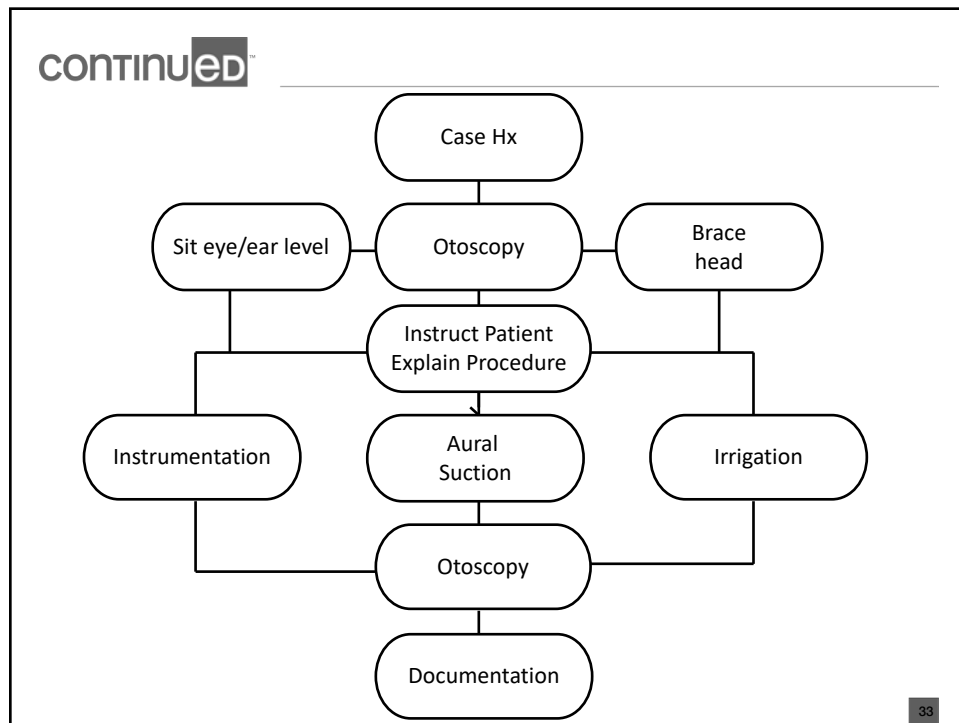 continued™
Case Hx
Sit eye/ear level
Otoscopy
Brace
head
Instruct Patient
Explain Procedure
Instrumentation
Aural
Suction
Irrigation
Otoscopy
Documentation
33